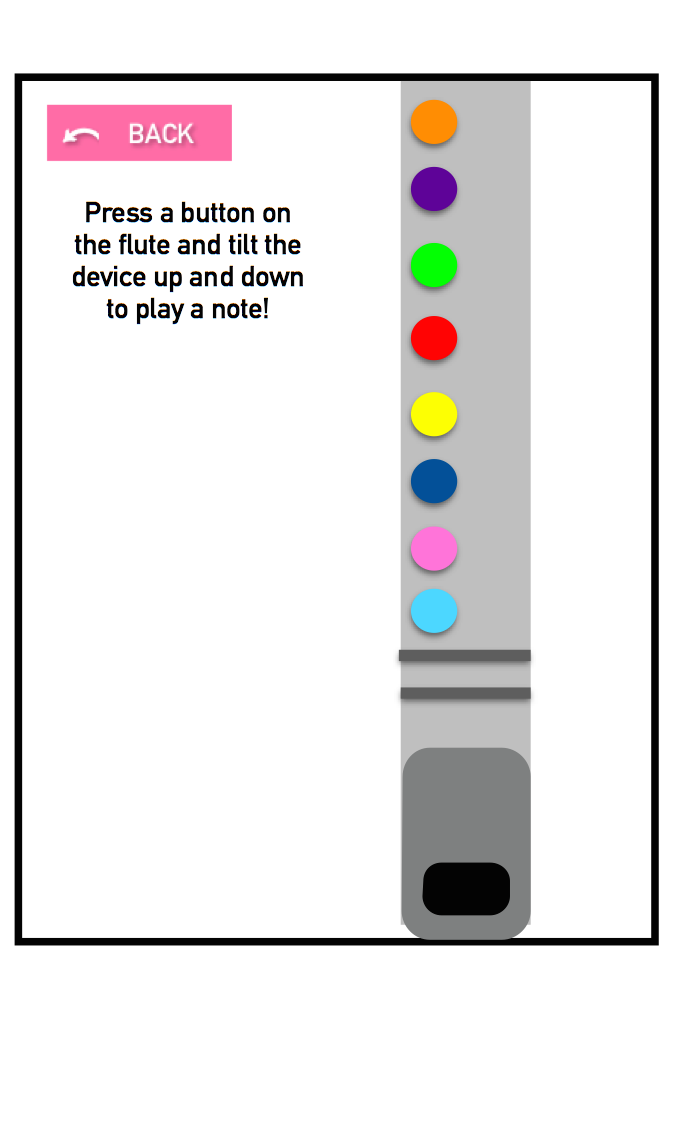 BACK
Press a button on
the flute and tilt the
device up and down
to play a note!